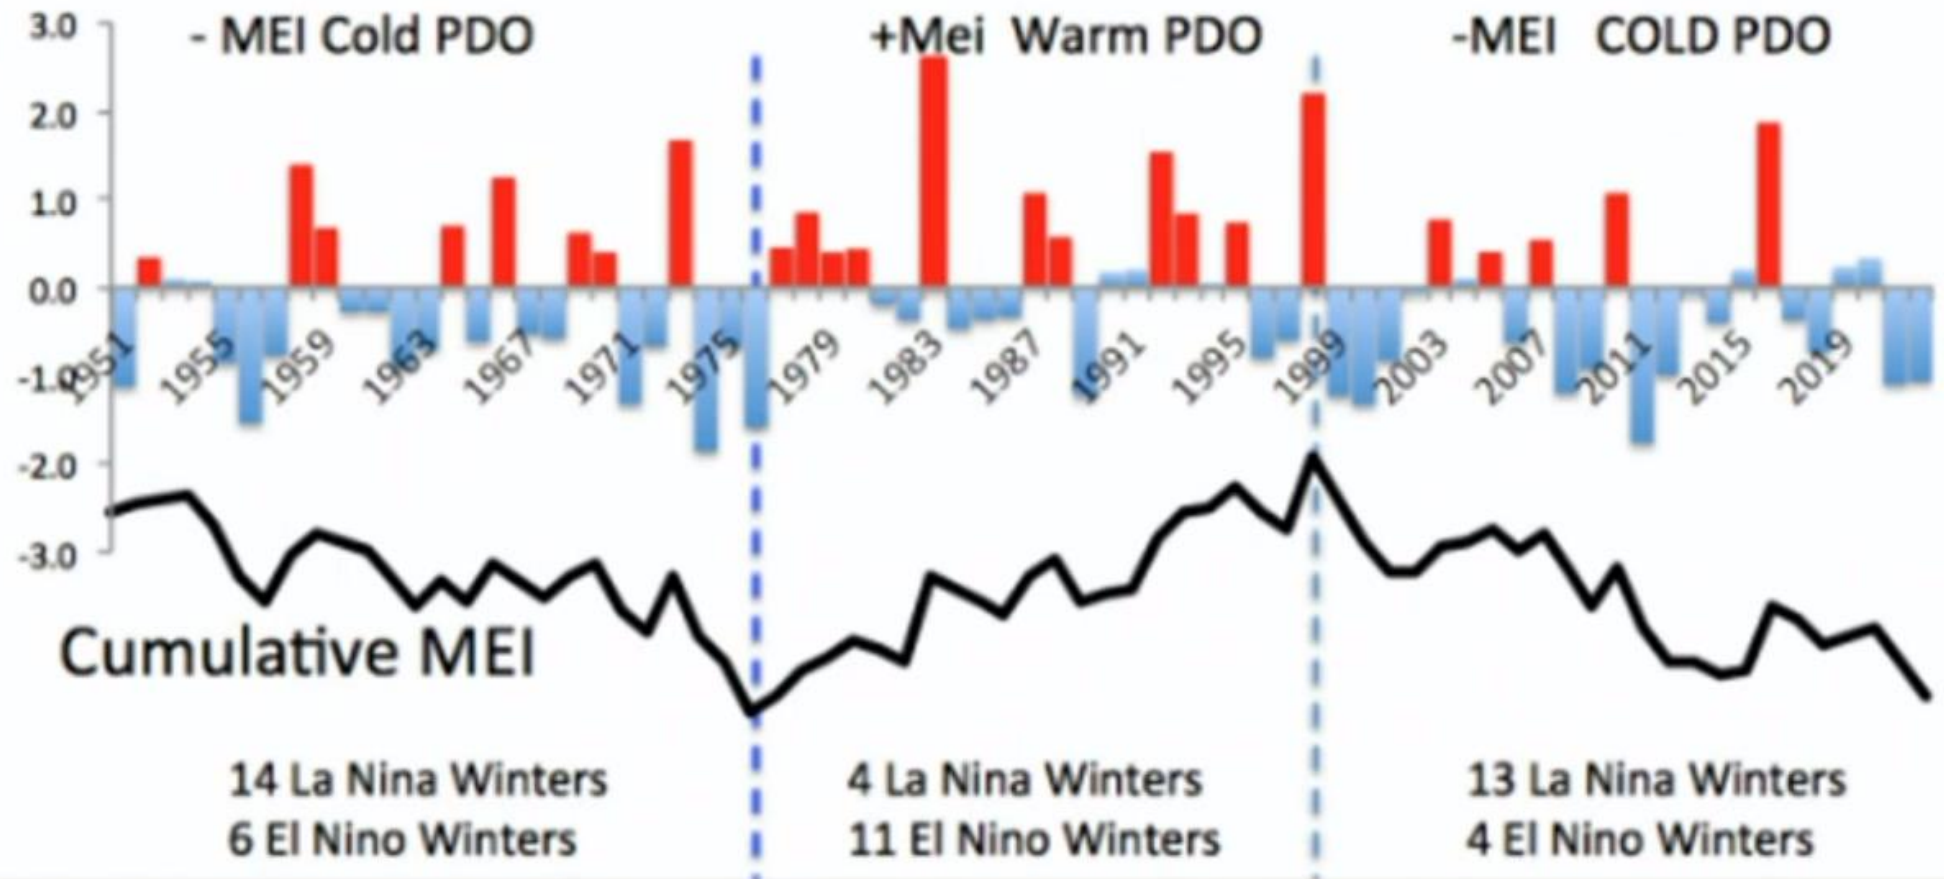 - MEI Cold PDO
+Mei Warm PDO
-MEI COLD PDO
3.0
2.0
1.0
0.0
-1.0
-2.0
-3.0
1951
1955
1959
1963
1967
1971
1975
1979
1983
1987
1991
1995
1999
2003
2007
2011
2015
2019
Cumulative MEI
14 La Nina Winters
6 El Nino Winters
4 La Nina Winters
11 El Nino Winters
13 La Nina Winters
4 El Nino Winters